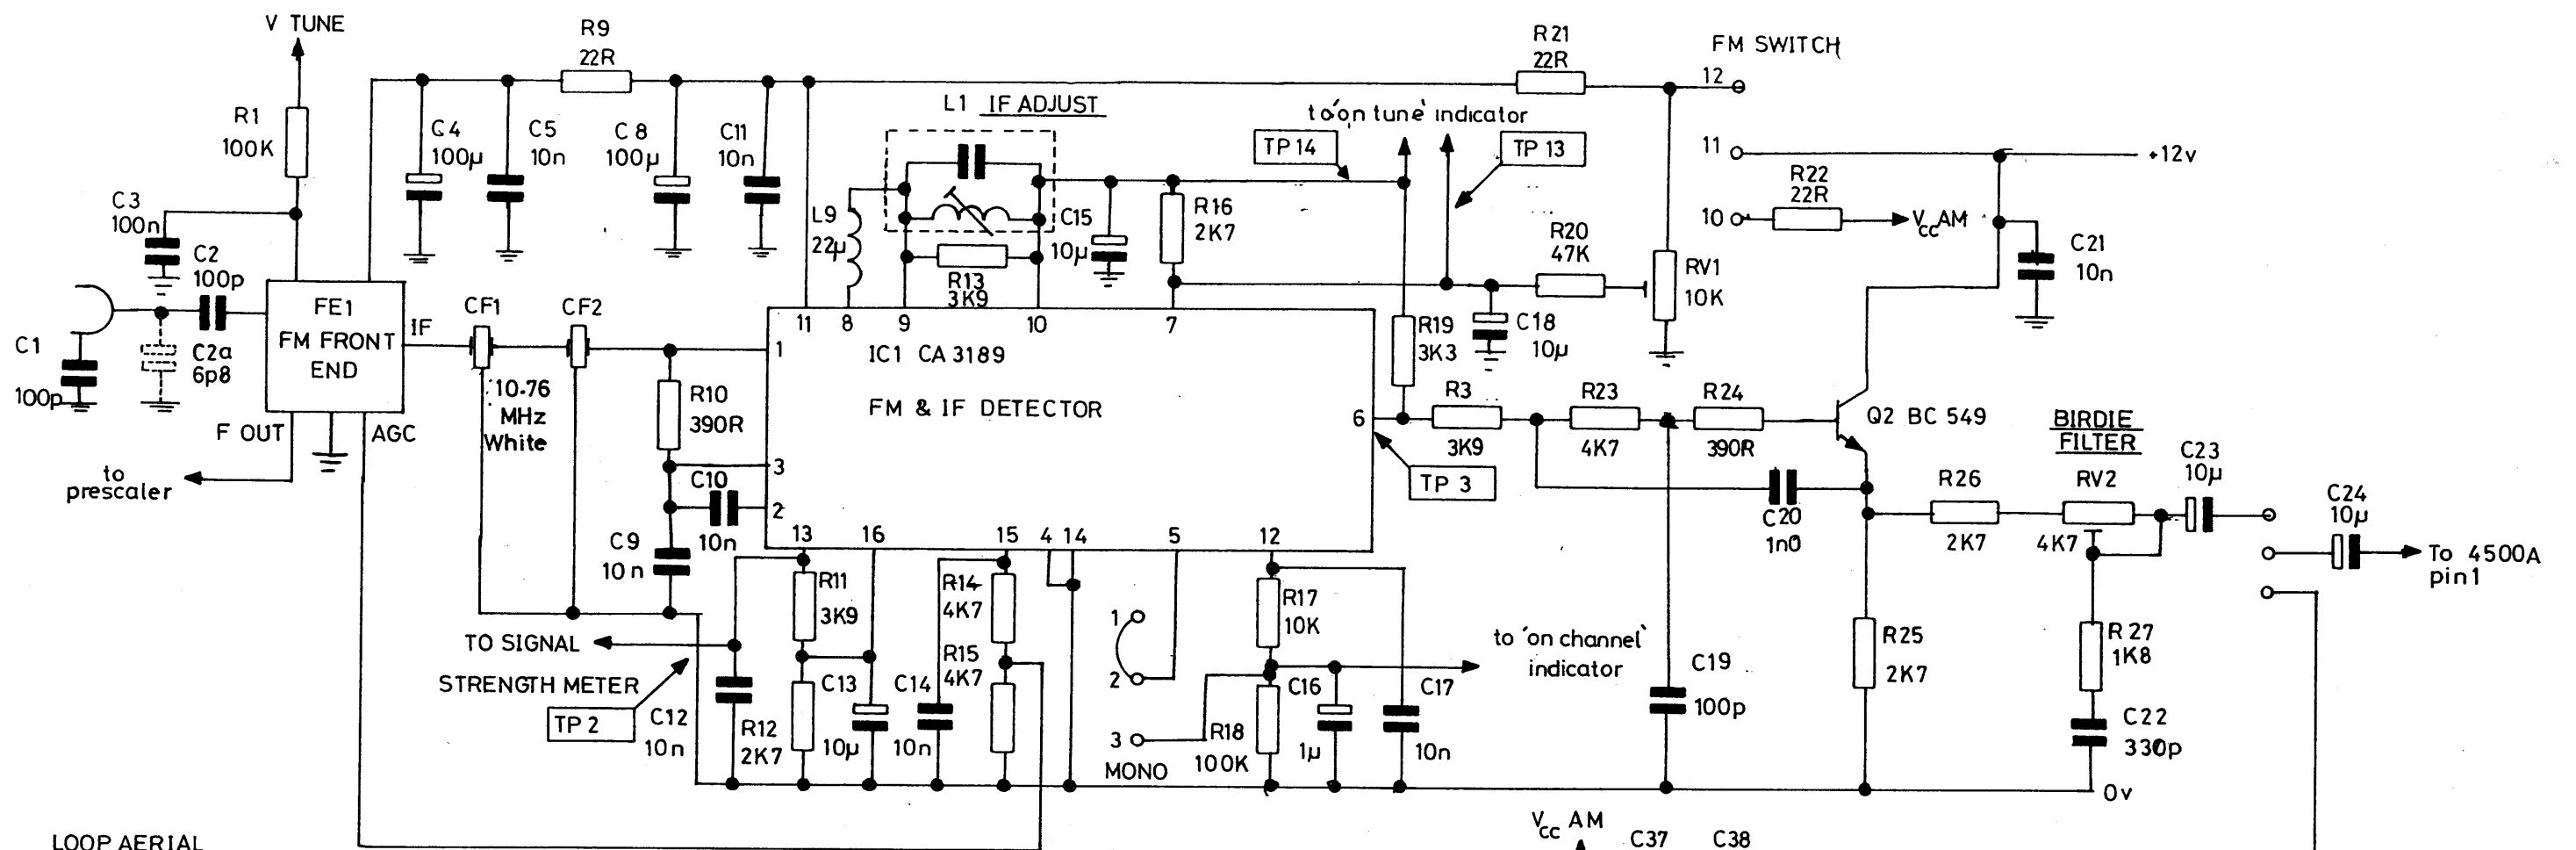 V TUNE
R9
22R
R21
22R
FM SWITCH
12
R1
100K
C4
100µ
C5
10n
C8
100µ
C11
10n
L1 IF ADJUST
to 'on tune' indicator
TP 14
TP 13
11
+12v
R22
22R
10
VCC AM
C3
100n
C2
100p
L9
22µ
C15
10µ
R16
2K7
R20
47K
RV1
10K
C21
10n
R13
3K9
FE1
FM FRONT
END
IF
CF1
CF2
11
8
9
10
7
C1
100p
C2a
6p8
1
IC1 CA 3189
R19
3K3
C18
10µ
10·76
MHz
White
R10
390R
FM & IF DETECTOR
6
R3
3K9
R23
4K7
R24
390R
Q2 BC 549
BIRDIE
FILTER
F OUT
AGC
to
prescaler
3
C10
10n
2
TP 3
C23
10µ
R26
2K7
RV2
4K7
C24
10µ
C20
1n0
C9
10n
13
16
15
4
14
5
12
To 4500A
pin1
R11
3K9
R14
4K7
1
R17
10K
TO SIGNAL
STRENGTH METER
R15
4K7
2
to 'on channel'
indicator
R25
2K7
R27
1K8
C19
100p
TP 2
C12
10n
R12
2K7
C13
10µ
C14
10n
3
MONO
R18
100K
C16
1µ
C17
10n
C22
330p
0v
LOOP AERIAL
VCC AM
C37
C38